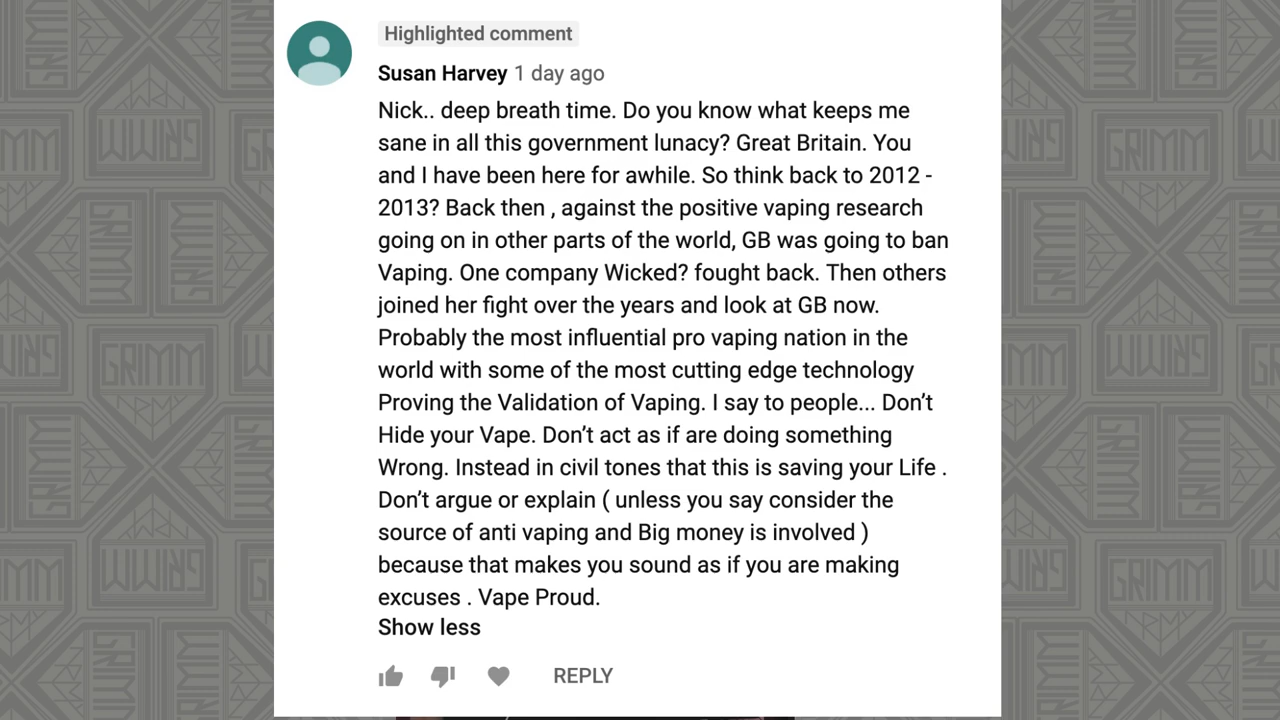 Highlighted comment
Susan Harvey 1 day ago
Nick.. deep breath time. Do you know what keeps me
sane in all this government lunacy? Great Britain. You
and I have been here for awhile. So think back to 2012 -
2013? Back then , against the positive vaping research
going on in other parts of the world, GB was going to ban
Vaping. One company Wicked? fought back. Then others
joined her fight over the years and look at GB now.
Probably the most influential pro vaping nation in the
world with some of the most cutting edge technology
Proving the Validation of Vaping. I say to people... Don’t
Hide your Vape. Don’t act as if are doing something
Wrong. Instead in civil tones that this is saving your Life .
Don’t argue or explain ( unless you say consider the
source of anti vaping and Big money is involved )
because that makes you sound as if you are making
excuses . Vape Proud.
Show less
REPLY
GRIMM
GRIMM
GRIMM